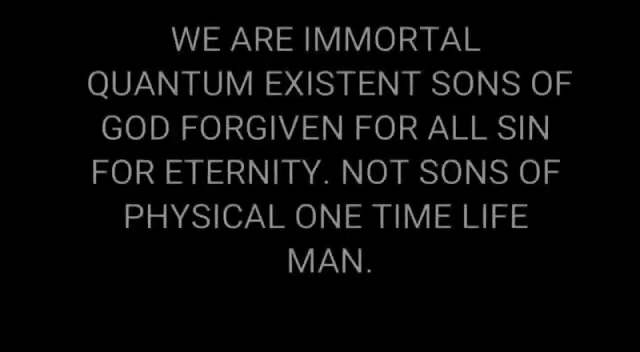 WE ARE IMMORTAL
QUANTUM EXISTENT SONS OF
GOD FORGIVEN FOR ALL SIN
FOR ETERNITY. NOT SONS OF
PHYSICAL ONE TIME LIFE
MAN.